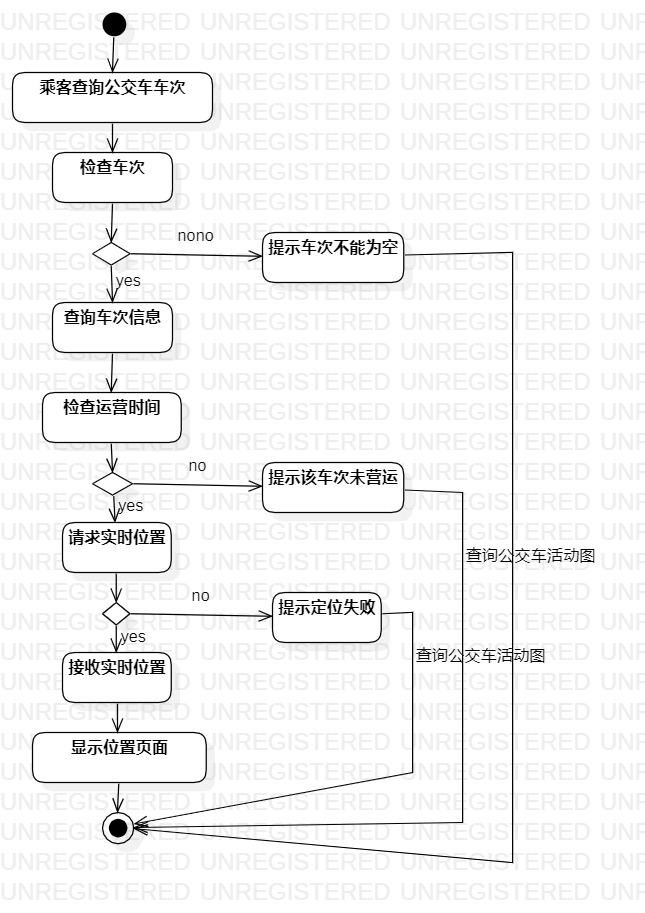 乘客查询公交车车次
检查车次
nono
提示车次不能为空
yes
查询车次信息
检查运营时间
no
提示该车次未营运
yes
请求实时位置
查询公交车活动图
no
提示定位失败
yes
接收实时位置
查询公交车活动图
显示位置页面
UNREGISTERED